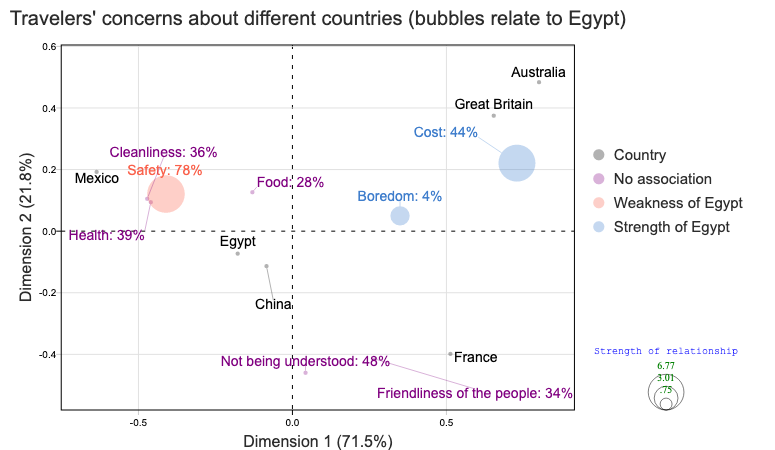 Travelers' concerns about different countries (bubbles relate to Egypt)
0.6
Australia
Great Britain
0.4
Cost: 44%
Cleanliness: 36%
Safety: 78%
0.2
Mexico
Food: 28%
Boredom: 4%
Health: 39%
0.0
Egypt
-0.2
China
Not being understood: 48%
France
-0.4
Friendliness of the people: 34%
-0.5
0.0
0.5
Dimension 1 (71.5%)
Dimension 2 (21.8%)
Country
No association
Weakness of Egypt
Strength of Egypt
Strength of relationship
6.77
3.01
.75